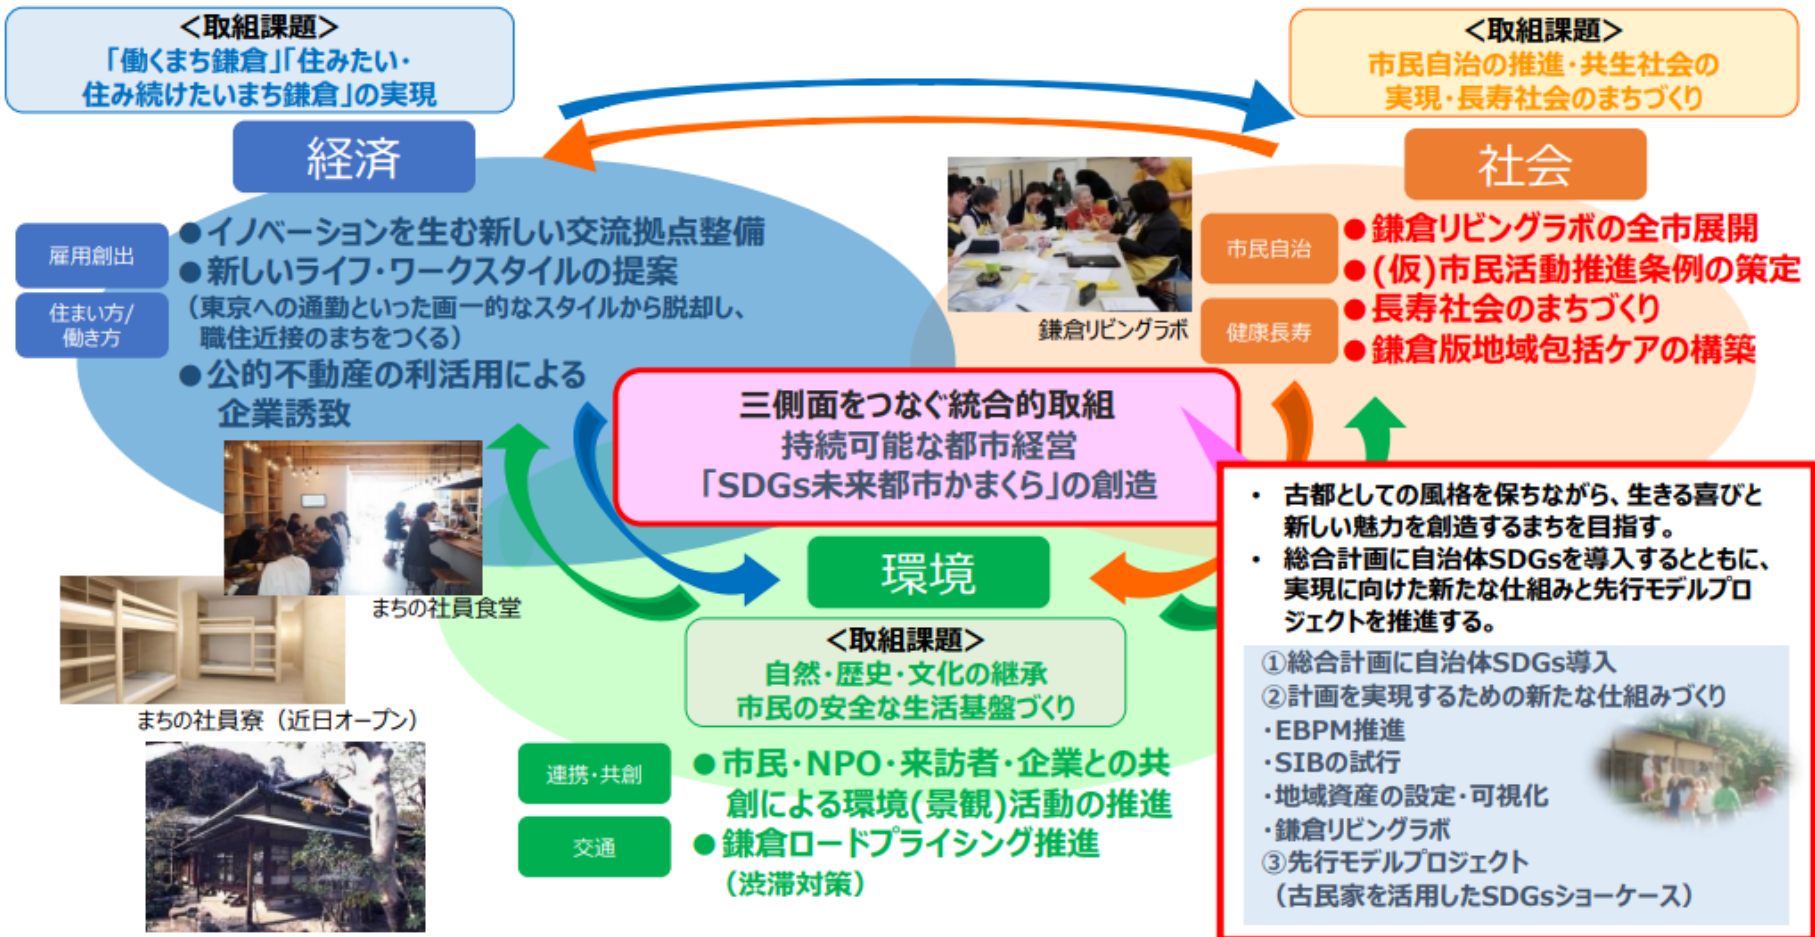 <取組課題>
「働くまち鎌倉」「住みたい・
住み続けたいまち鎌倉」の実現
経済
雇用創出
住まい方/
働き方
●イノベーションを生む新しい交流拠点整備
●新しいライフ・ワークスタイルの提案
（東京への通勤といった画一的なスタイルから脱却し、
職住近接のまちをつくる）
●公的不動産の利活用による
企業誘致
まちの社員食堂
まちの社員寮（近日オープン）
<取組課題>
市民自治の推進・共生社会の
実現・長寿社会のまちづくり
社会
鎌倉リビングラボ
市民自治
健康長寿
●鎌倉リビングラボの全市展開
●(仮)市民活動推進条例の策定
●長寿社会のまちづくり
●鎌倉版地域包括ケアの構築
三側面をつなぐ統合的取組
持続可能な都市経営
「SDGs未来都市かまくら」の創造
環境
<取組課題>
自然・歴史・文化の継承
市民の安全な生活基盤づくり
連携・共創
交通
●市民・NPO・来訪者・企業との共
創による環境(景観)活動の推進
●鎌倉ロードプライシング推進
（渋滞対策）
・ 古都としての風格を保ちながら、生きる喜びと
新しい魅力を創造するまちを目指す。
・ 総合計画に自治体SDGsを導入するとともに、
実現に向けた新たな仕組みと先行モデルプロ
ジェクトを推進する。
①総合計画に自治体SDGs導入
②計画を実現するための新たな仕組みづくり
・EBPM推進
・SIBの試行
・地域資産の設定・可視化
・鎌倉リビングラボ
③先行モデルプロジェクト
（古民家を活用したSDGsショーケース）